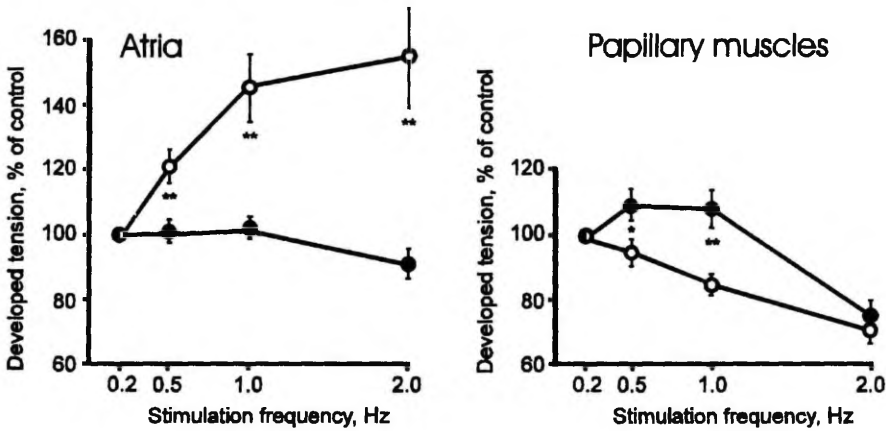 Atria
Developed tension, % of control
160
140
120
100
80
60
**
**
**
0.2 0.5 1.0 2.0
Stimulation frequency, Hz
Papillary muscles
Developed tension, % of control
120
100
80
60
*
**
0.2 0.5 1.0 2.0
Stimulation frequency, Hz